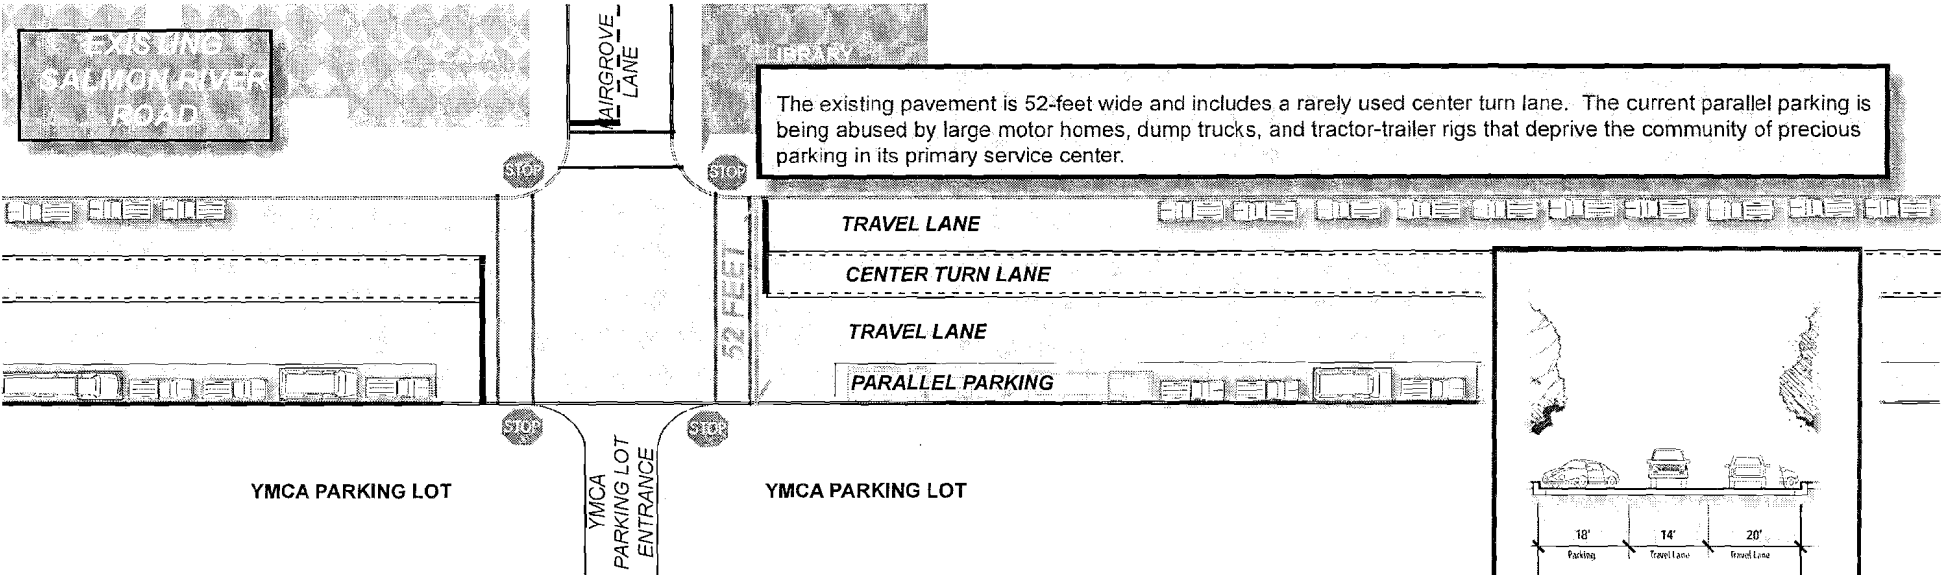 EXISTING
SALMON RIVER
ROAD
FAIRGROVE
LANE
LIBRARY
The existing pavement is 52-feet wide and includes a rarely used center turn lane. The current parallel parking is
being abused by large motor homes, dump trucks, and tractor-trailer rigs that deprive the community of precious
parking in its primary service center.
STOP
STOP
TRAVEL LANE
CENTER TURN LANE
52 FEET
TRAVEL LANE
PARALLEL PARKING
STOP
STOP
YMCA PARKING LOT
YMCA
PARKING LOT
ENTRANCE
YMCA PARKING LOT
18'
14'
20'
Parking
Travel Lane
Travel Lane